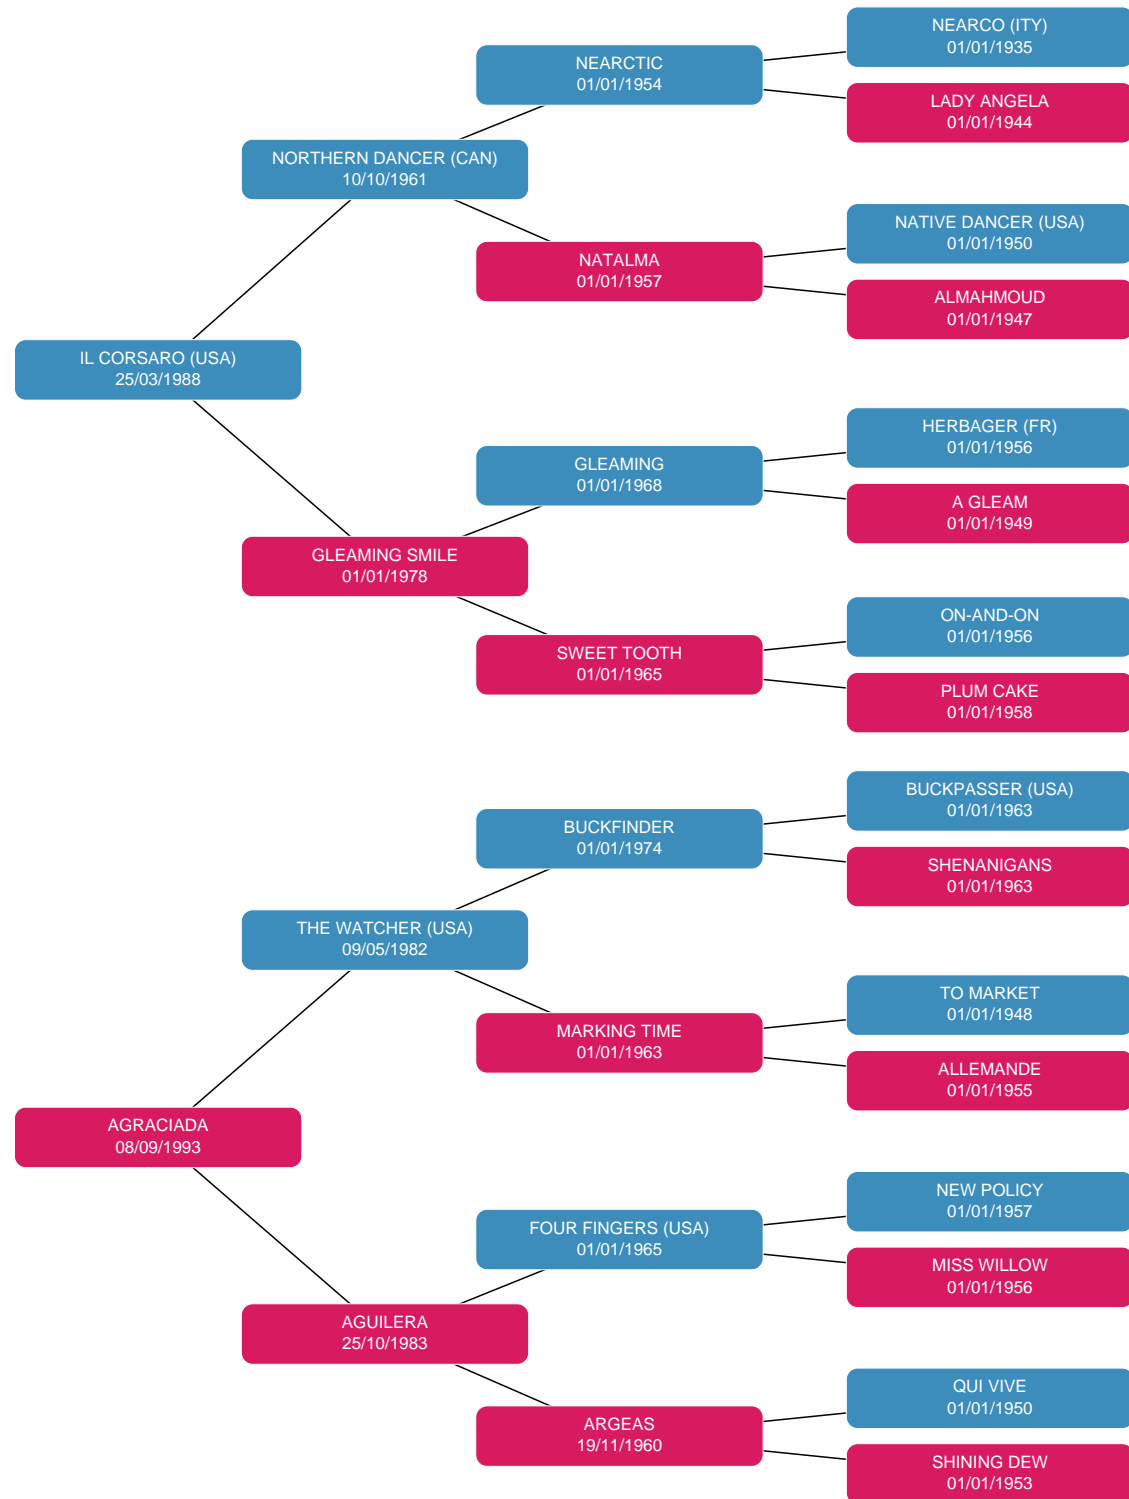 NEARCO (ITY)
01/01/1935
NEARCTIC
01/01/1954
LADY ANGELA
01/01/1944
NORTHERN DANCER (CAN)
10/10/1961
NATIVE DANCER (USA)
01/01/1950
NATALMA
01/01/1957
ALMAHMOUD
01/01/1947
IL CORSARO (USA)
25/03/1988
HERBAGER (FR)
01/01/1956
GLEAMING
01/01/1968
A GLEAM
01/01/1949
GLEAMING SMILE
01/01/1978
ON-AND-ON
01/01/1956
SWEET TOOTH
01/01/1965
PLUM CAKE
01/01/1958
BUCKPASSER (USA)
01/01/1963
BUCKFINDER
01/01/1974
SHENANIGANS
01/01/1963
THE WATCHER (USA)
09/05/1982
TO MARKET
01/01/1948
MARKING TIME
01/01/1963
ALLEMANDE
01/01/1955
AGRACIADA
08/09/1993
NEW POLICY
01/01/1957
FOUR FINGERS (USA)
01/01/1965
MISS WILLOW
01/01/1956
AGUILERA
25/10/1983
QUI VIVE
01/01/1950
ARGEAS
19/11/1960
SHINING DEW
01/01/1953